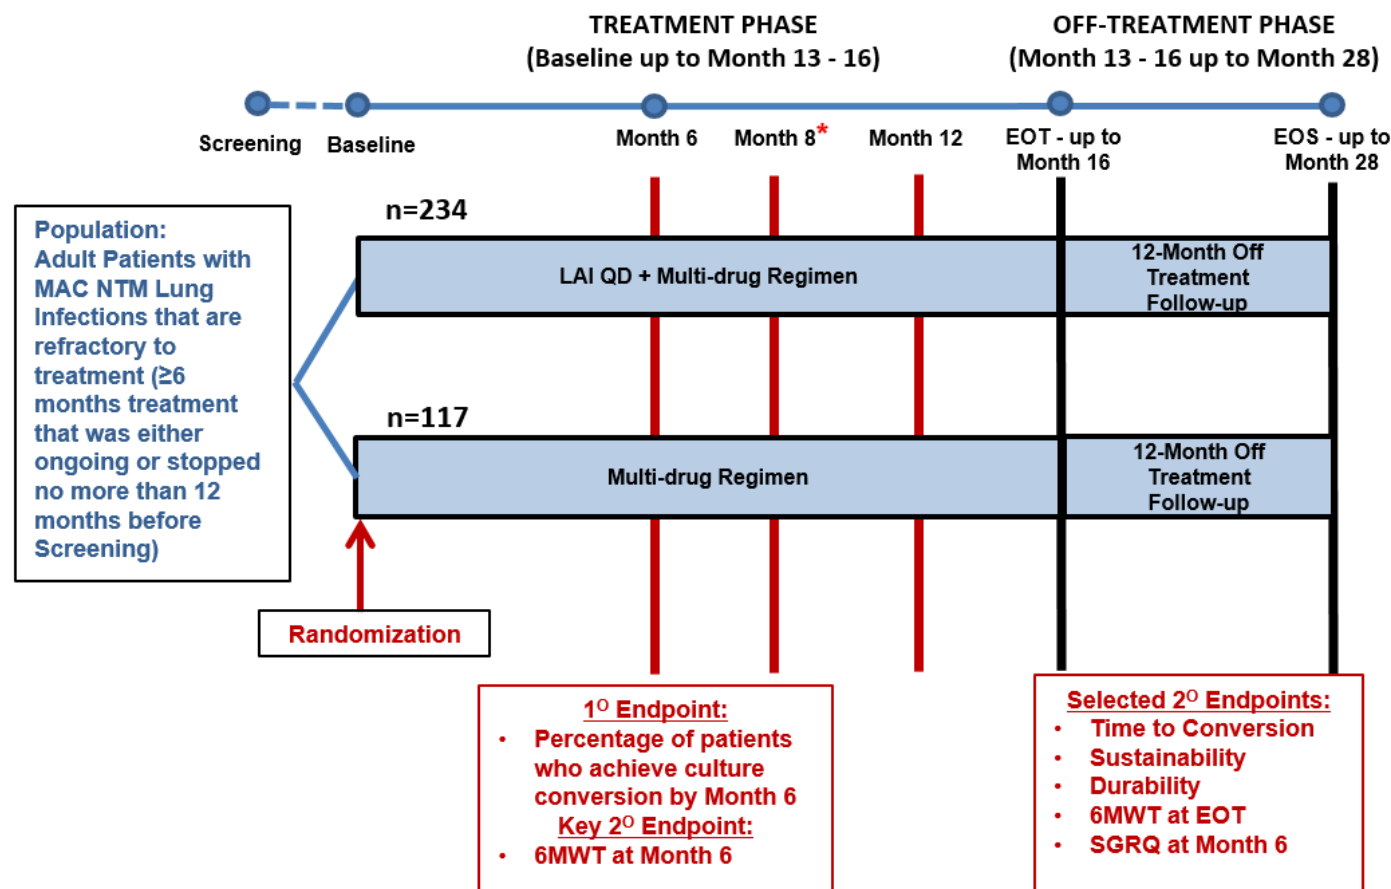 TREATMENT PHASE
(Baseline up to Month 13 - 16)
OFF-TREATMENT PHASE
(Month 13 - 16 up to Month 28)
Screening
Baseline
Month 6
Month 8*
Month 12
EOT - up to
Month 16
EOS - up to
Month 28
Population:
Adult Patients with
MAC NTM Lung
Infections that are
refractory to
treatment (≥6
months treatment
that was either
ongoing or stopped
no more than 12
months before
Screening)
n=234
LAI QD + Multi-drug Regimen
12-Month Off
Treatment
Follow-up
n=117
Multi-drug Regimen
12-Month Off
Treatment
Follow-up
Randomization
1º Endpoint:
• Percentage of patients
who achieve culture
conversion by Month 6
Key 2º Endpoint:
• 6MWT at Month 6
Selected 2º Endpoints:
• Time to Conversion
• Sustainability
• Durability
• 6MWT at EOT
• SGRQ at Month 6